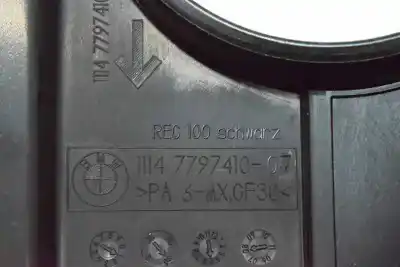 1114 7797410
REC 100 schwarz
BMW
1114 7797410-07
>PA 6-MX,GF30<